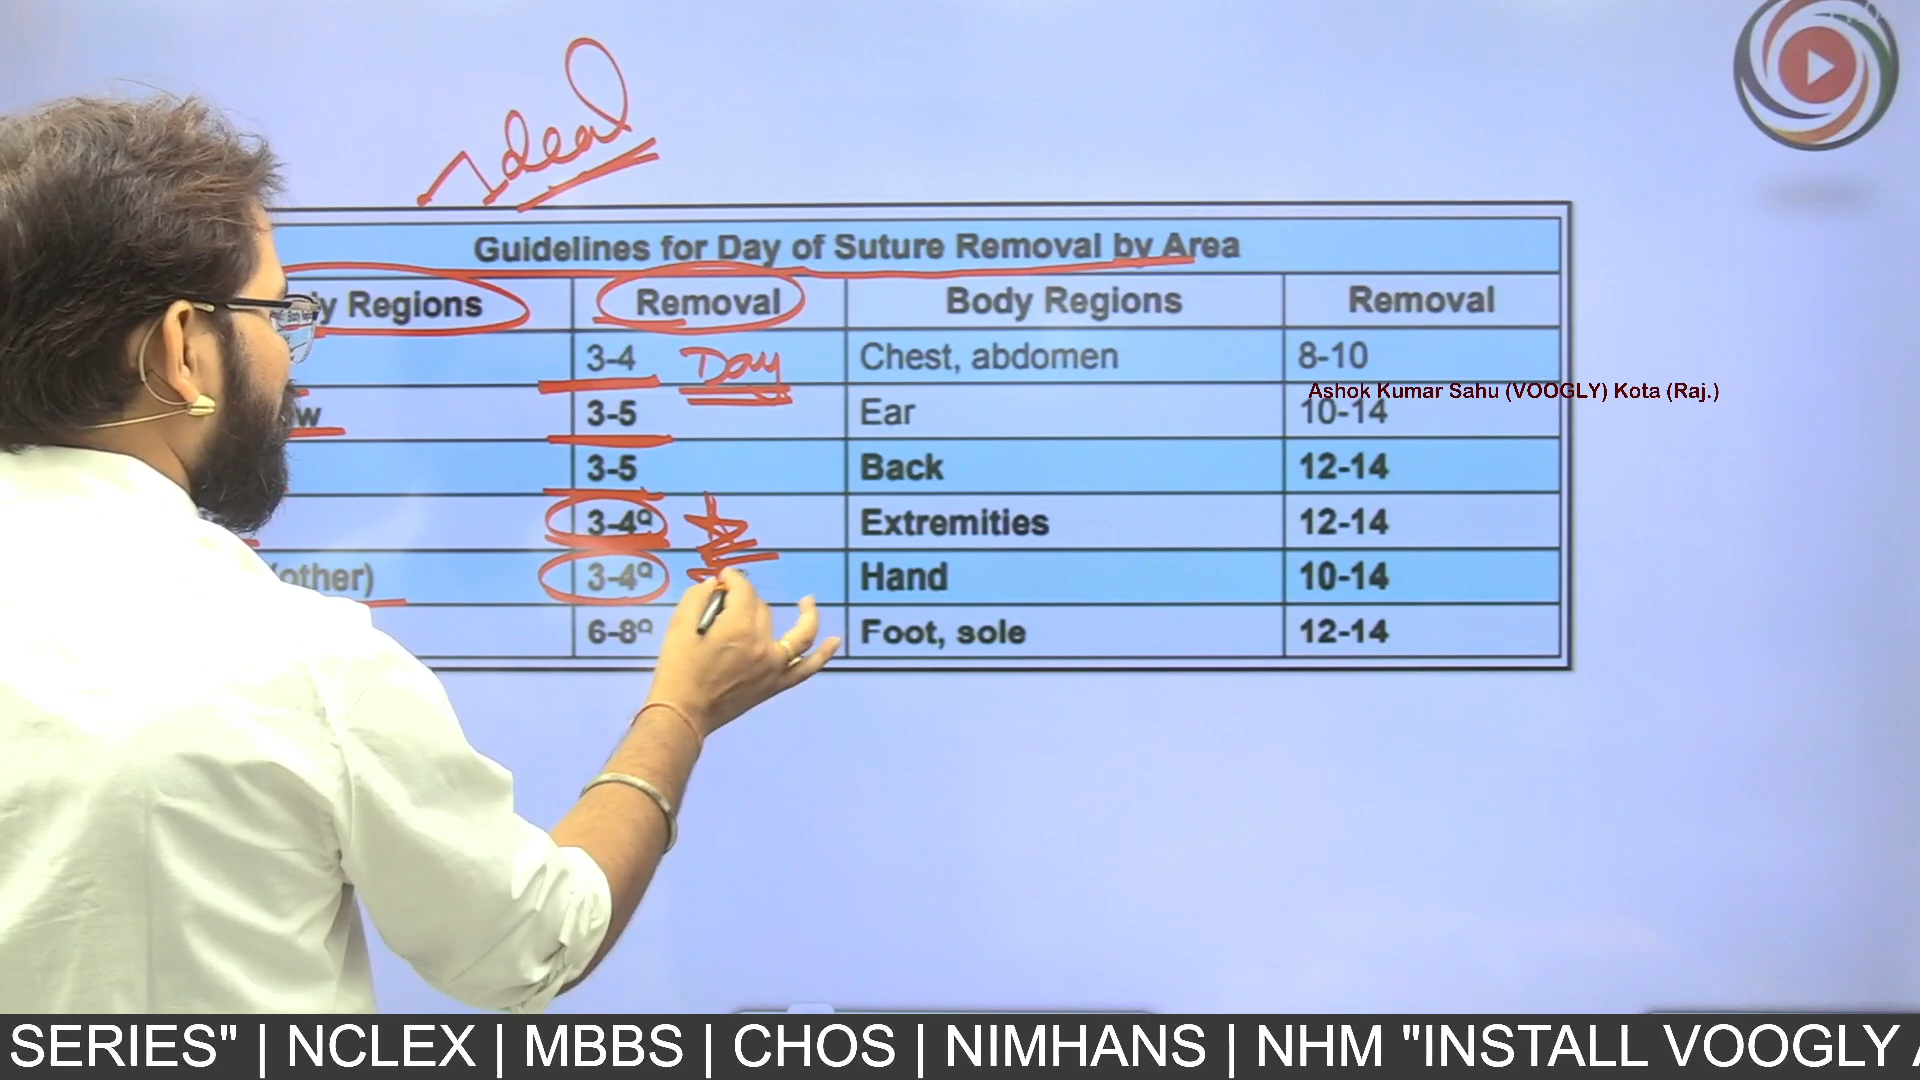 Ideal
Guidelines for Day of Suture Removal by Area
Regions Removal Body Regions Removal
3-4 Day Chest, abdomen 8-10
Ashok Kumar Sahu (VOOGLY) Kota (Raj.)
3-5 Ear 10-14
3-5 Back 12-14
3-4ᵅ Extremities 12-14
(other) 3-4ᵅ Hand 10-14
6-8ᵅ Foot, sole 12-14
SERIES" | NCLEX | MBBS | CHOS | NIMHANS | NHM "INSTALL VOOGLY